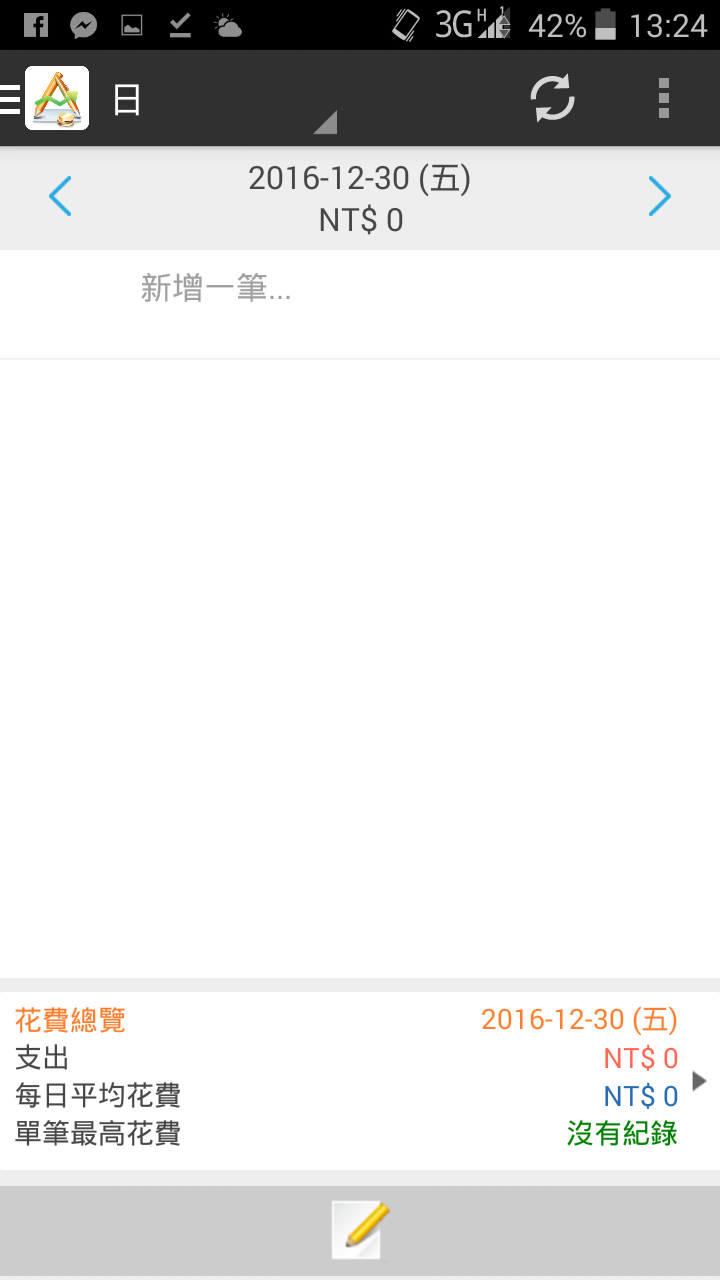 3G H 1 42% 13:24
日
2016-12-30 (五)
NT$ 0
新增一筆...
花費總覽 2016-12-30 (五)
支出 NT$ 0
每日平均花費 NT$ 0
單筆最高花費 沒有紀錄